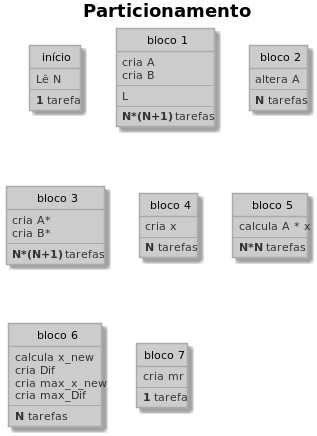 Particionamento
início
Lê N
1 tarefa
bloco 1
cria A
cria B
L
N*(N+1) tarefas
bloco 2
altera A
N tarefas
bloco 3
cria A*
cria B*
N*(N+1) tarefas
bloco 4
cria x
N tarefas
bloco 5
calcula A * x
N*N tarefas
bloco 6
calcula x_new
cria Dif
cria max_x_new
cria max_Dif
N tarefas
bloco 7
cria mr
1 tarefa